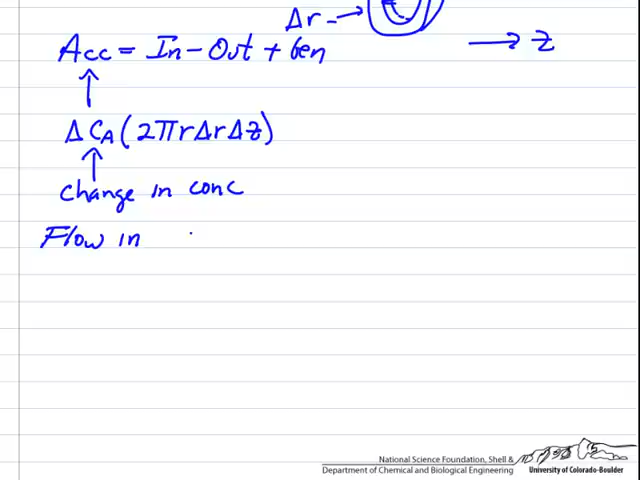 Δr
Acc = In - Out + Gen
z
Δ C_A (2πrΔrΔz)
change in conc
Flow in
National Science Foundation, Shell &
Department of Chemical and Biological Engineering
University of Colorado-Boulder